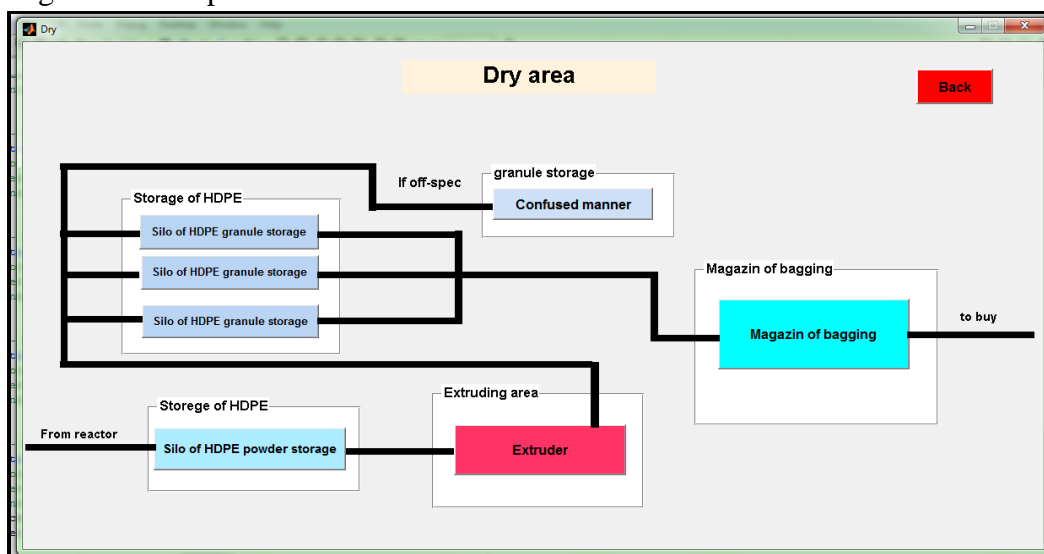 Dry
Dry area
Back
If off-spec
granule storage
Confused manner
Storage of HDPE
Silo of HDPE granule storage
Silo of HDPE granule storage
Silo of HDPE granule storage
Magazin of bagging
Magazin of bagging
to buy
Extruding area
Storege of HDPE
From reactor
Silo of HDPE powder storage
Extruder